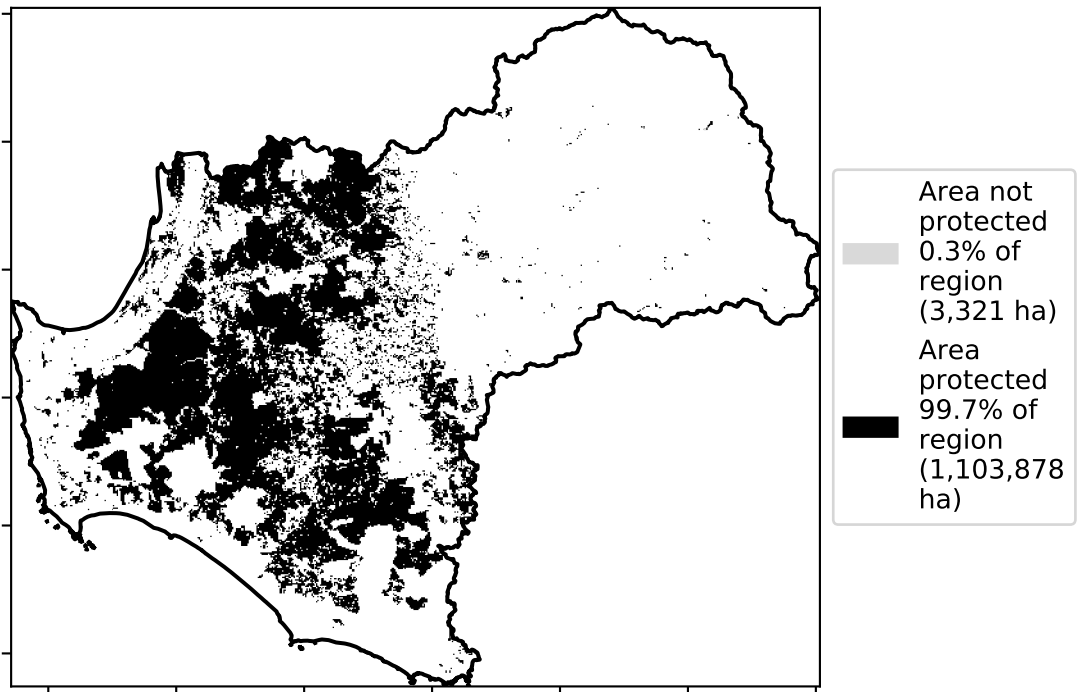 Area not
protected
0.3% of
region
(3,321 ha)
Area
protected
99.7% of
region
(1,103,878
ha)